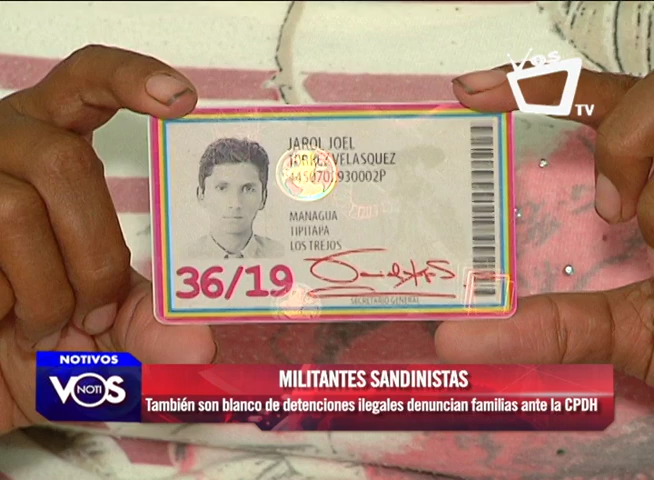 Vos
TV
JAROL JOEL
TORREZ VELASQUEZ
MANAGUA
TIPITAPA
LOS TREJOS
36/19
SECRETARIO GENERAL
NOTIVOS
VOS
NOTI
MILITANTES SANDINISTAS
También son blanco de detenciones ilegales denuncian familias ante la CPDH